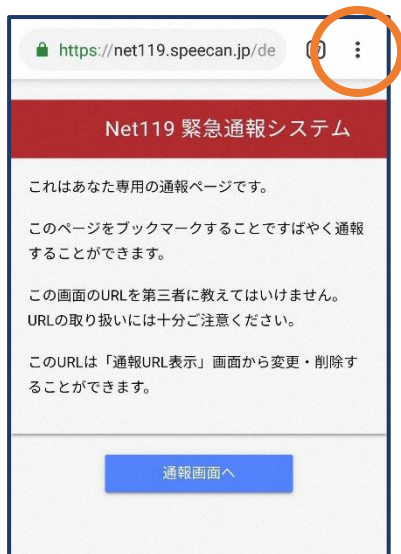 https://net119.speecan.jp/de
Net119 緊急通報システム
これはあなた専用の通報ページです。
このページをブックマークすることですばやく通報
することができます。
この画面のURLを第三者に教えてはいけません。
URLの取り扱いには十分ご注意ください。
このURLは「通報URL表示」画面から変更・削除す
ることができます。
通報画面へ